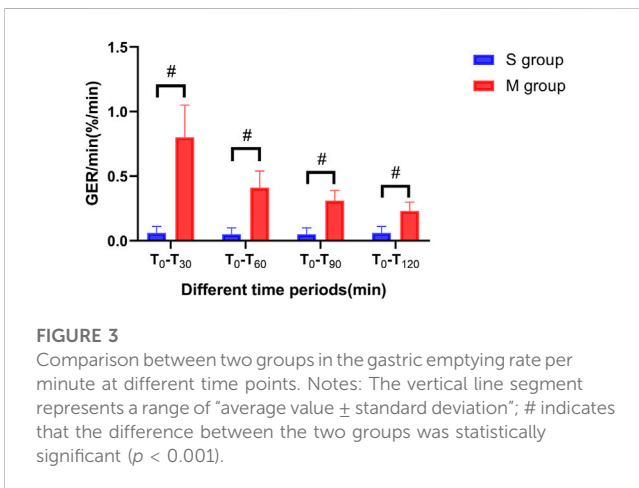 1.5
1.0
0.5
0.0
GER/min(%/min)
#
#
#
#
S group
M group
T₀-T₃₀ T₀-T₆₀ T₀-T₉₀ T₀-T₁₂₀
Different time periods(min)
FIGURE 3
Comparison between two groups in the gastric emptying rate per
minute at different time points. Notes: The vertical line segment
represents a range of “average value ± standard deviation”; # indicates
that the difference between the two groups was statistically
significant (p < 0.001).